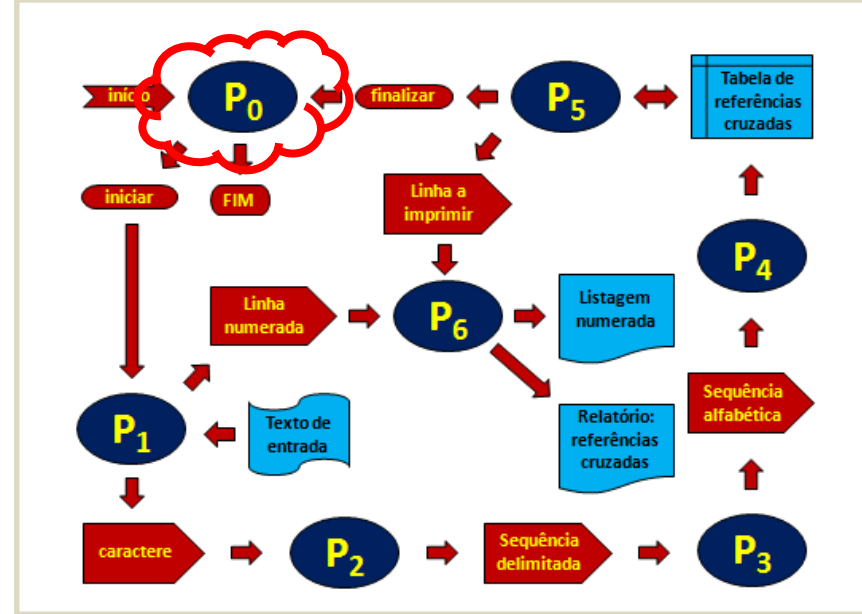 início
P0
finalizar
P5
Tabela de
referências
cruzadas
iniciar
FIM
Linha a
imprimir
P4
Linha
numerada
P6
Listagem
numerada
Sequência
alfabética
P1
Texto de
entrada
Relatório:
referências
cruzadas
caractere
P2
Sequência
delimitada
P3